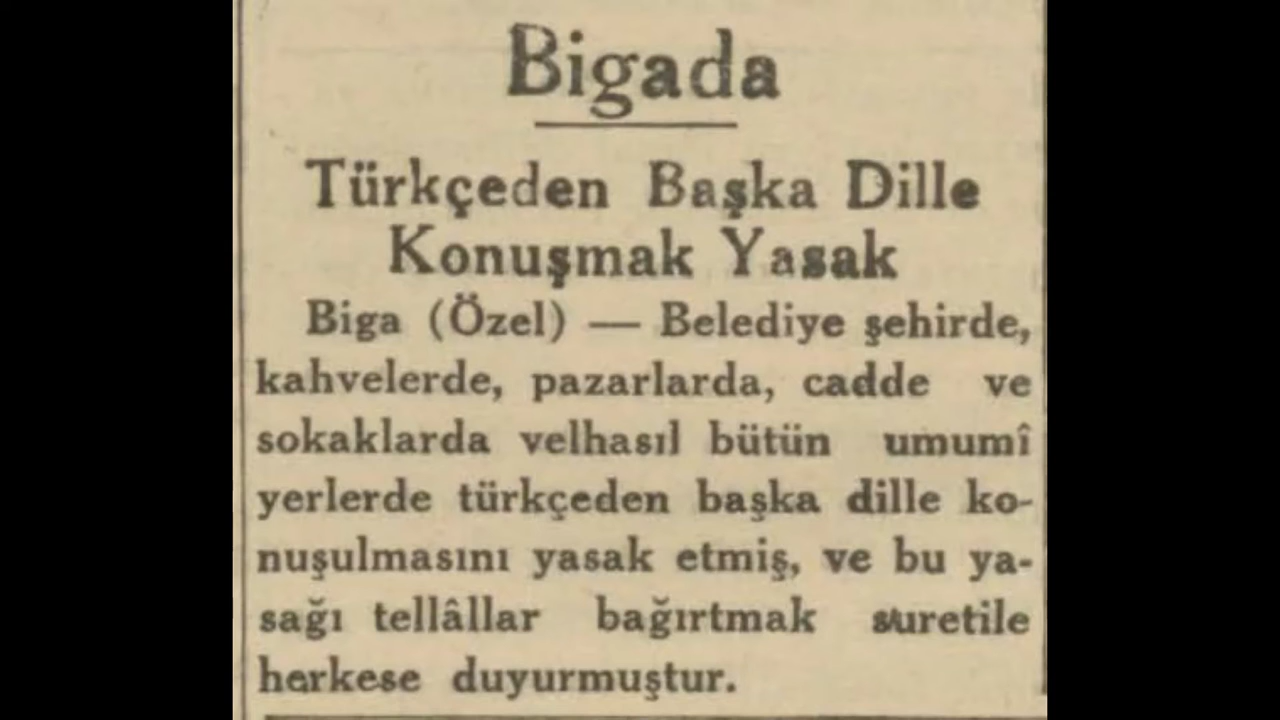 Bigada
Türkçeden Başka Dille
Konuşmak Yasak
Biga (Özel) — Belediye şehirde,
kahvelerde, pazarlarda, cadde ve
sokaklarda velhasıl bütün umumî
yerlerde türkçeden başka dille ko-
nuşulmasını yasak etmiş, ve bu ya-
sağı tellâllar bağırtmak suretile
herkese duyurmuştur.